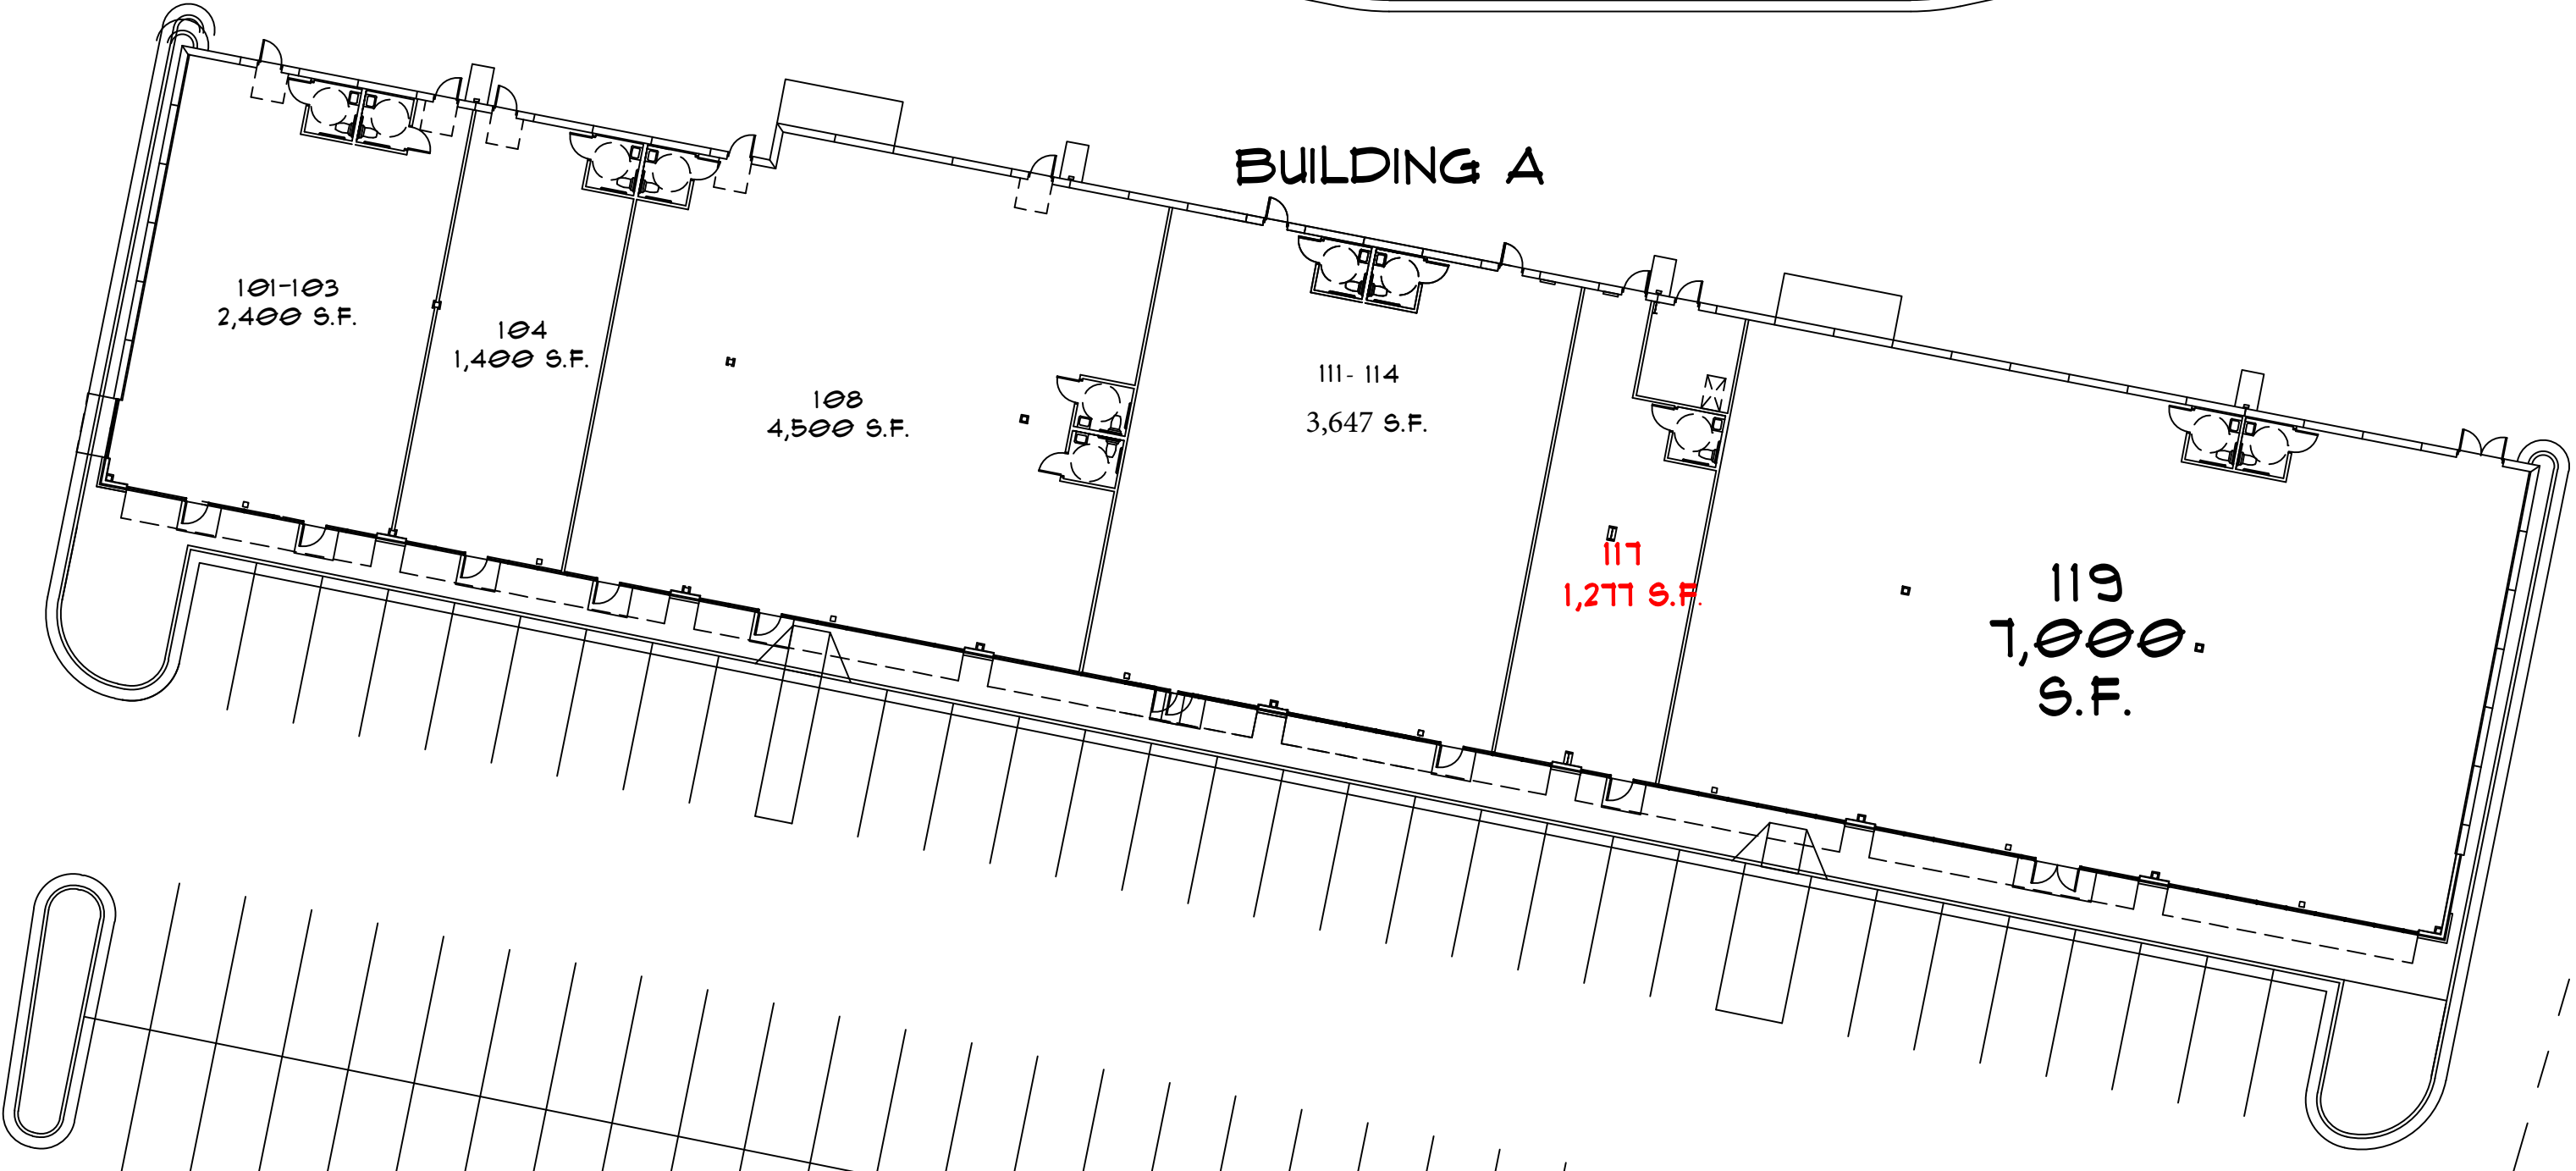 BUILDING A
101-103
2,400 S.F.
104
1,400 S.F.
108
4,500 S.F.
111- 114
3,647 S.F.
117
1,277 S.F.
119
7,000
S.F.